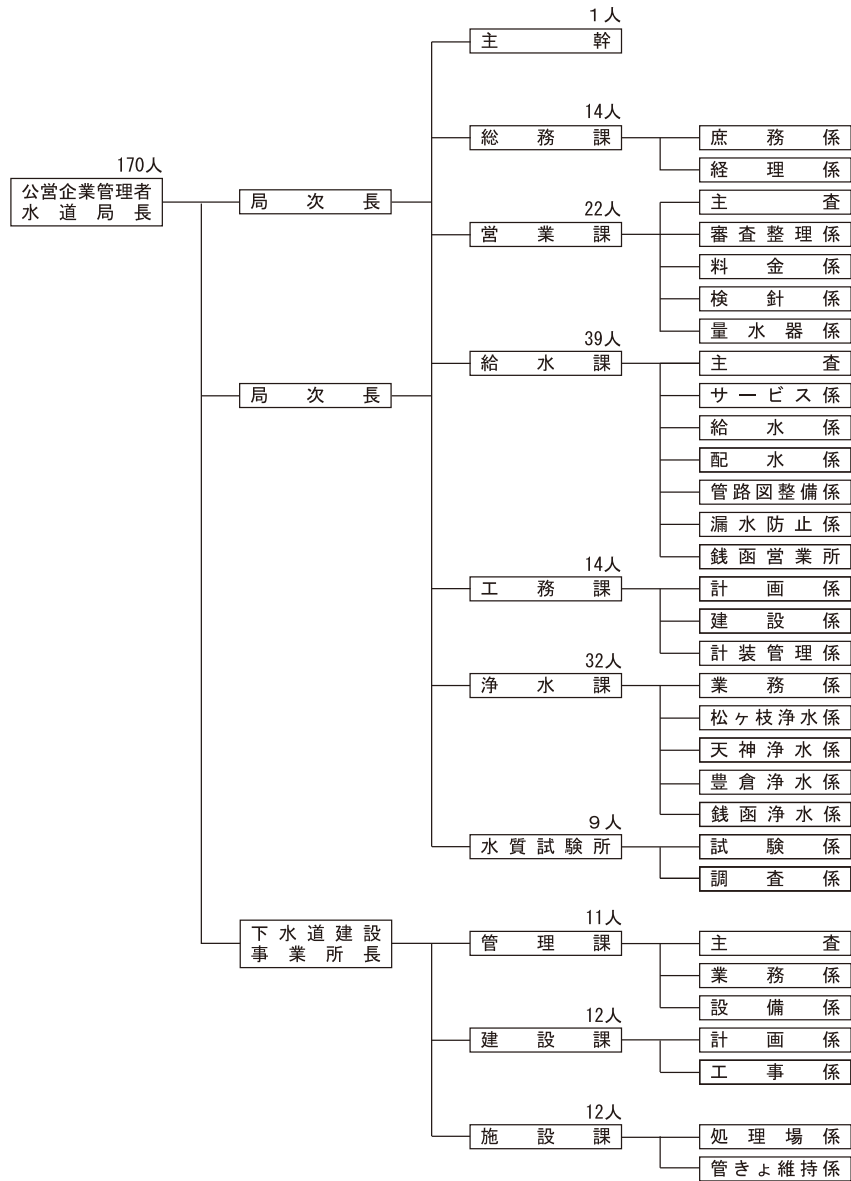 170人
公営企業管理者
水道局長
局次長
1人
主幹
14人
総務課
庶務係
経理係
22人
営業課
主査
審査整理係
料金係
検針係
量水器係
局次長
39人
給水課
主査
サービス係
給水係
配水係
管路図整備係
漏水防止係
銭函営業所
14人
工務課
計画係
建設係
計装管理係
32人
浄水課
業務係
松ヶ枝浄水係
天神浄水係
豊倉浄水係
銭函浄水係
9人
水質試験所
試験係
調査係
下水道建設
事業所長
11人
管理課
主査
業務係
設備係
12人
建設課
計画係
工事係
12人
施設課
処理場係
管きょ維持係